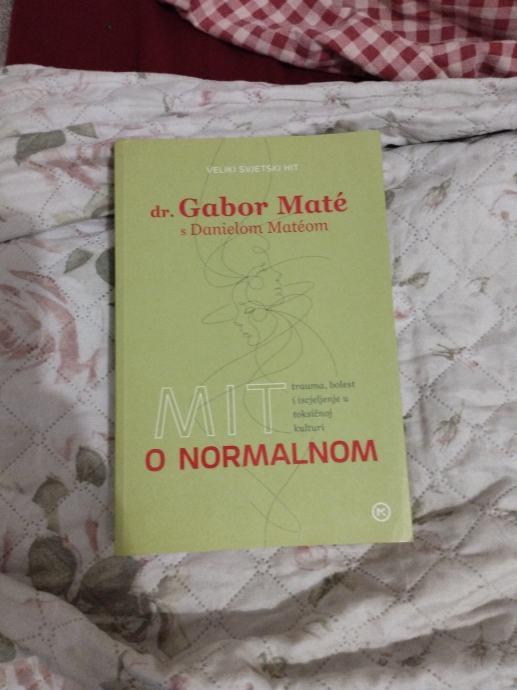 VELIKI SVJETSKI HIT
dr. Gabor Maté
s Danielom Matéom
MIT
trauma, bolest
i iscjeljenje u
toksičnoj
kulturi
O NORMALNOM